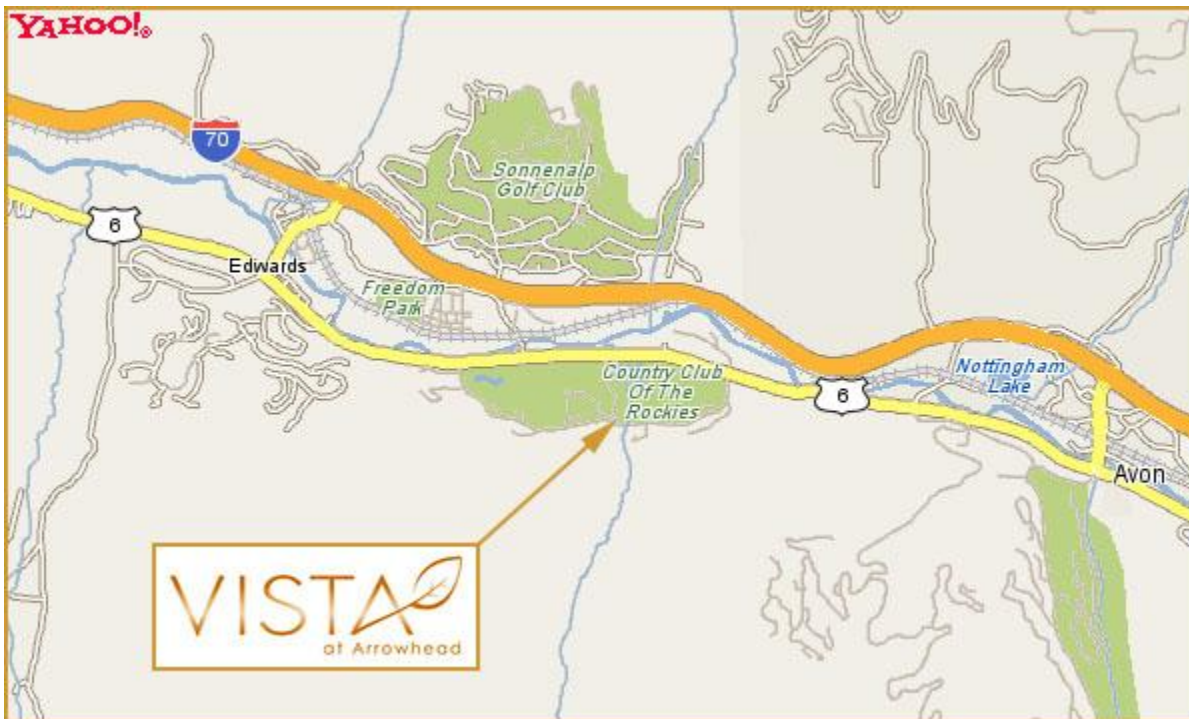 YAHOO!®
70
Sonnenalp
Golf Club
6
Edwards
Freedom
Park
Country Club
Of The
Rockies
Nottingham
Lake
6
Avon
VISTA
at Arrowhead